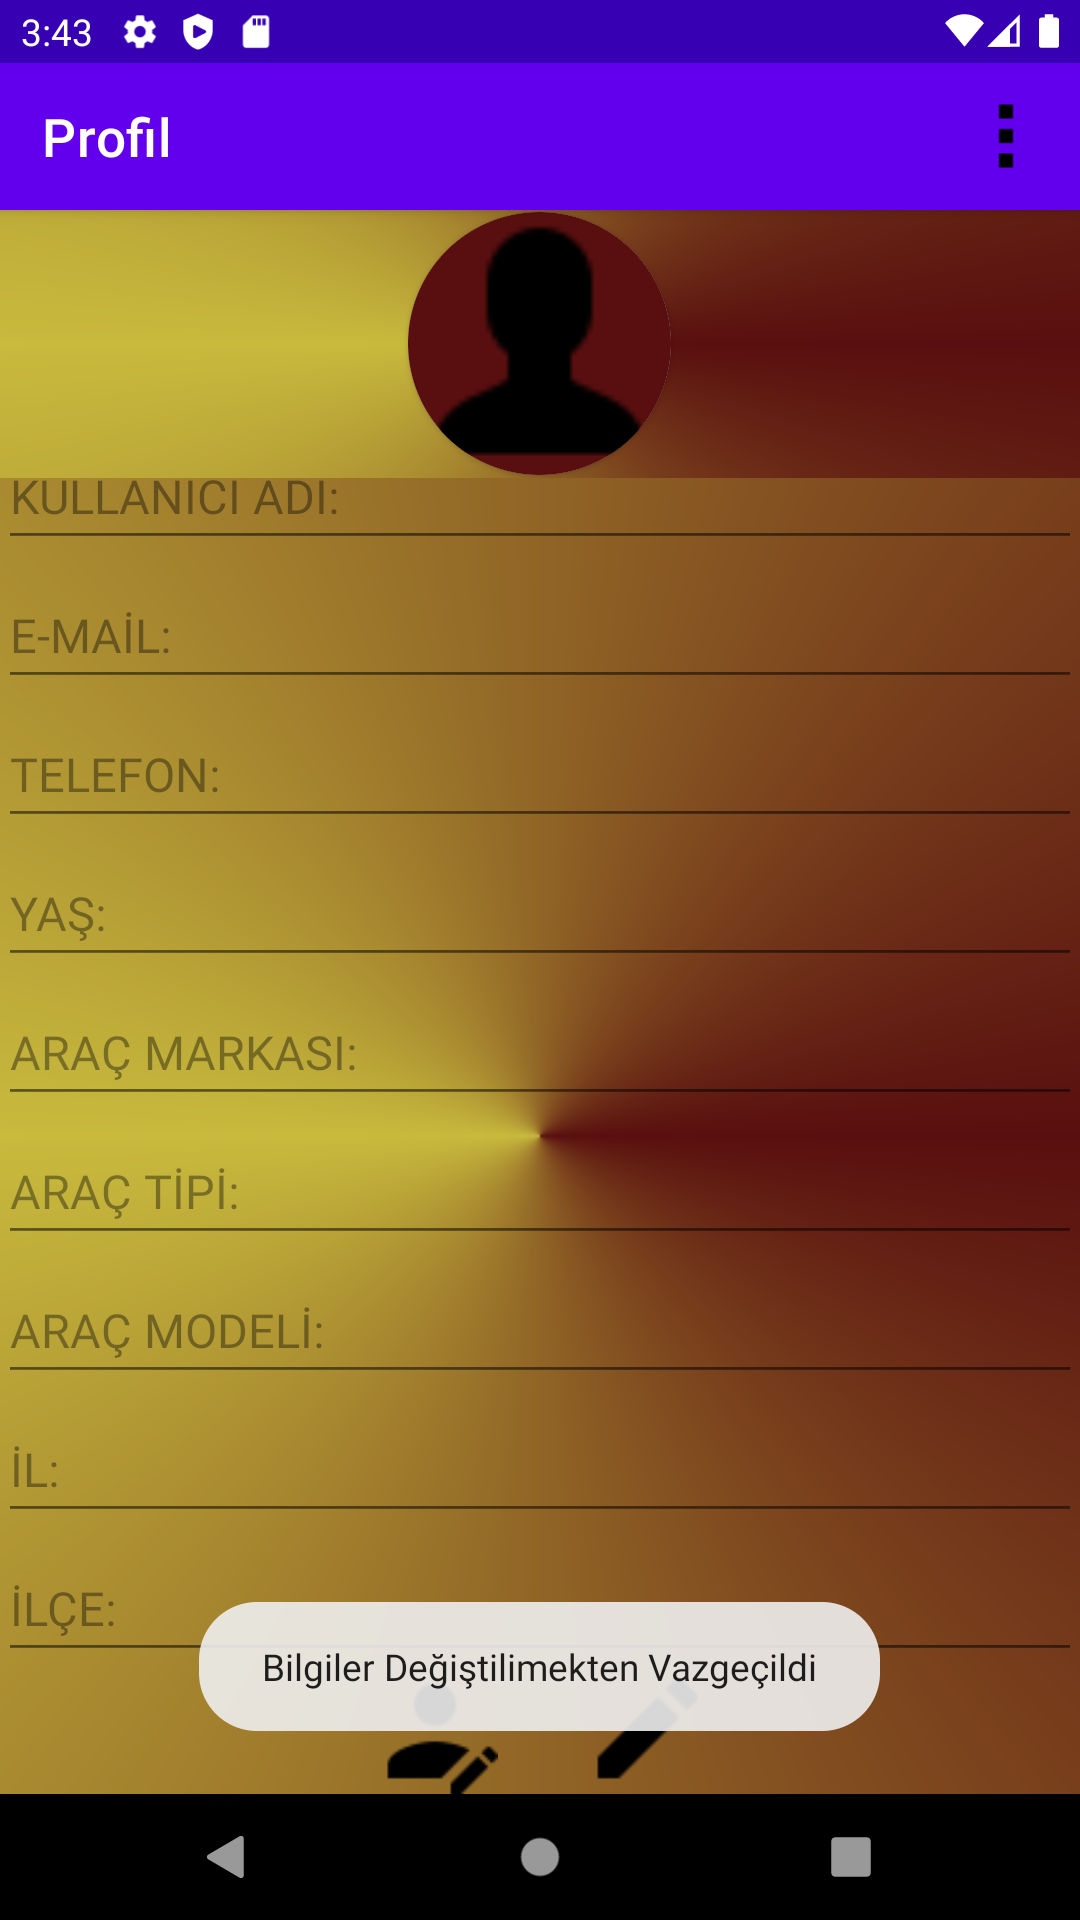 3:43
Profil
KULLANICI ADI:
E-MAİL:
TELEFON:
YAŞ:
ARAÇ MARKASI:
ARAÇ TİPİ:
ARAÇ MODELİ:
İL:
İLÇE:
Bilgiler Değiştilimekten Vazgeçildi